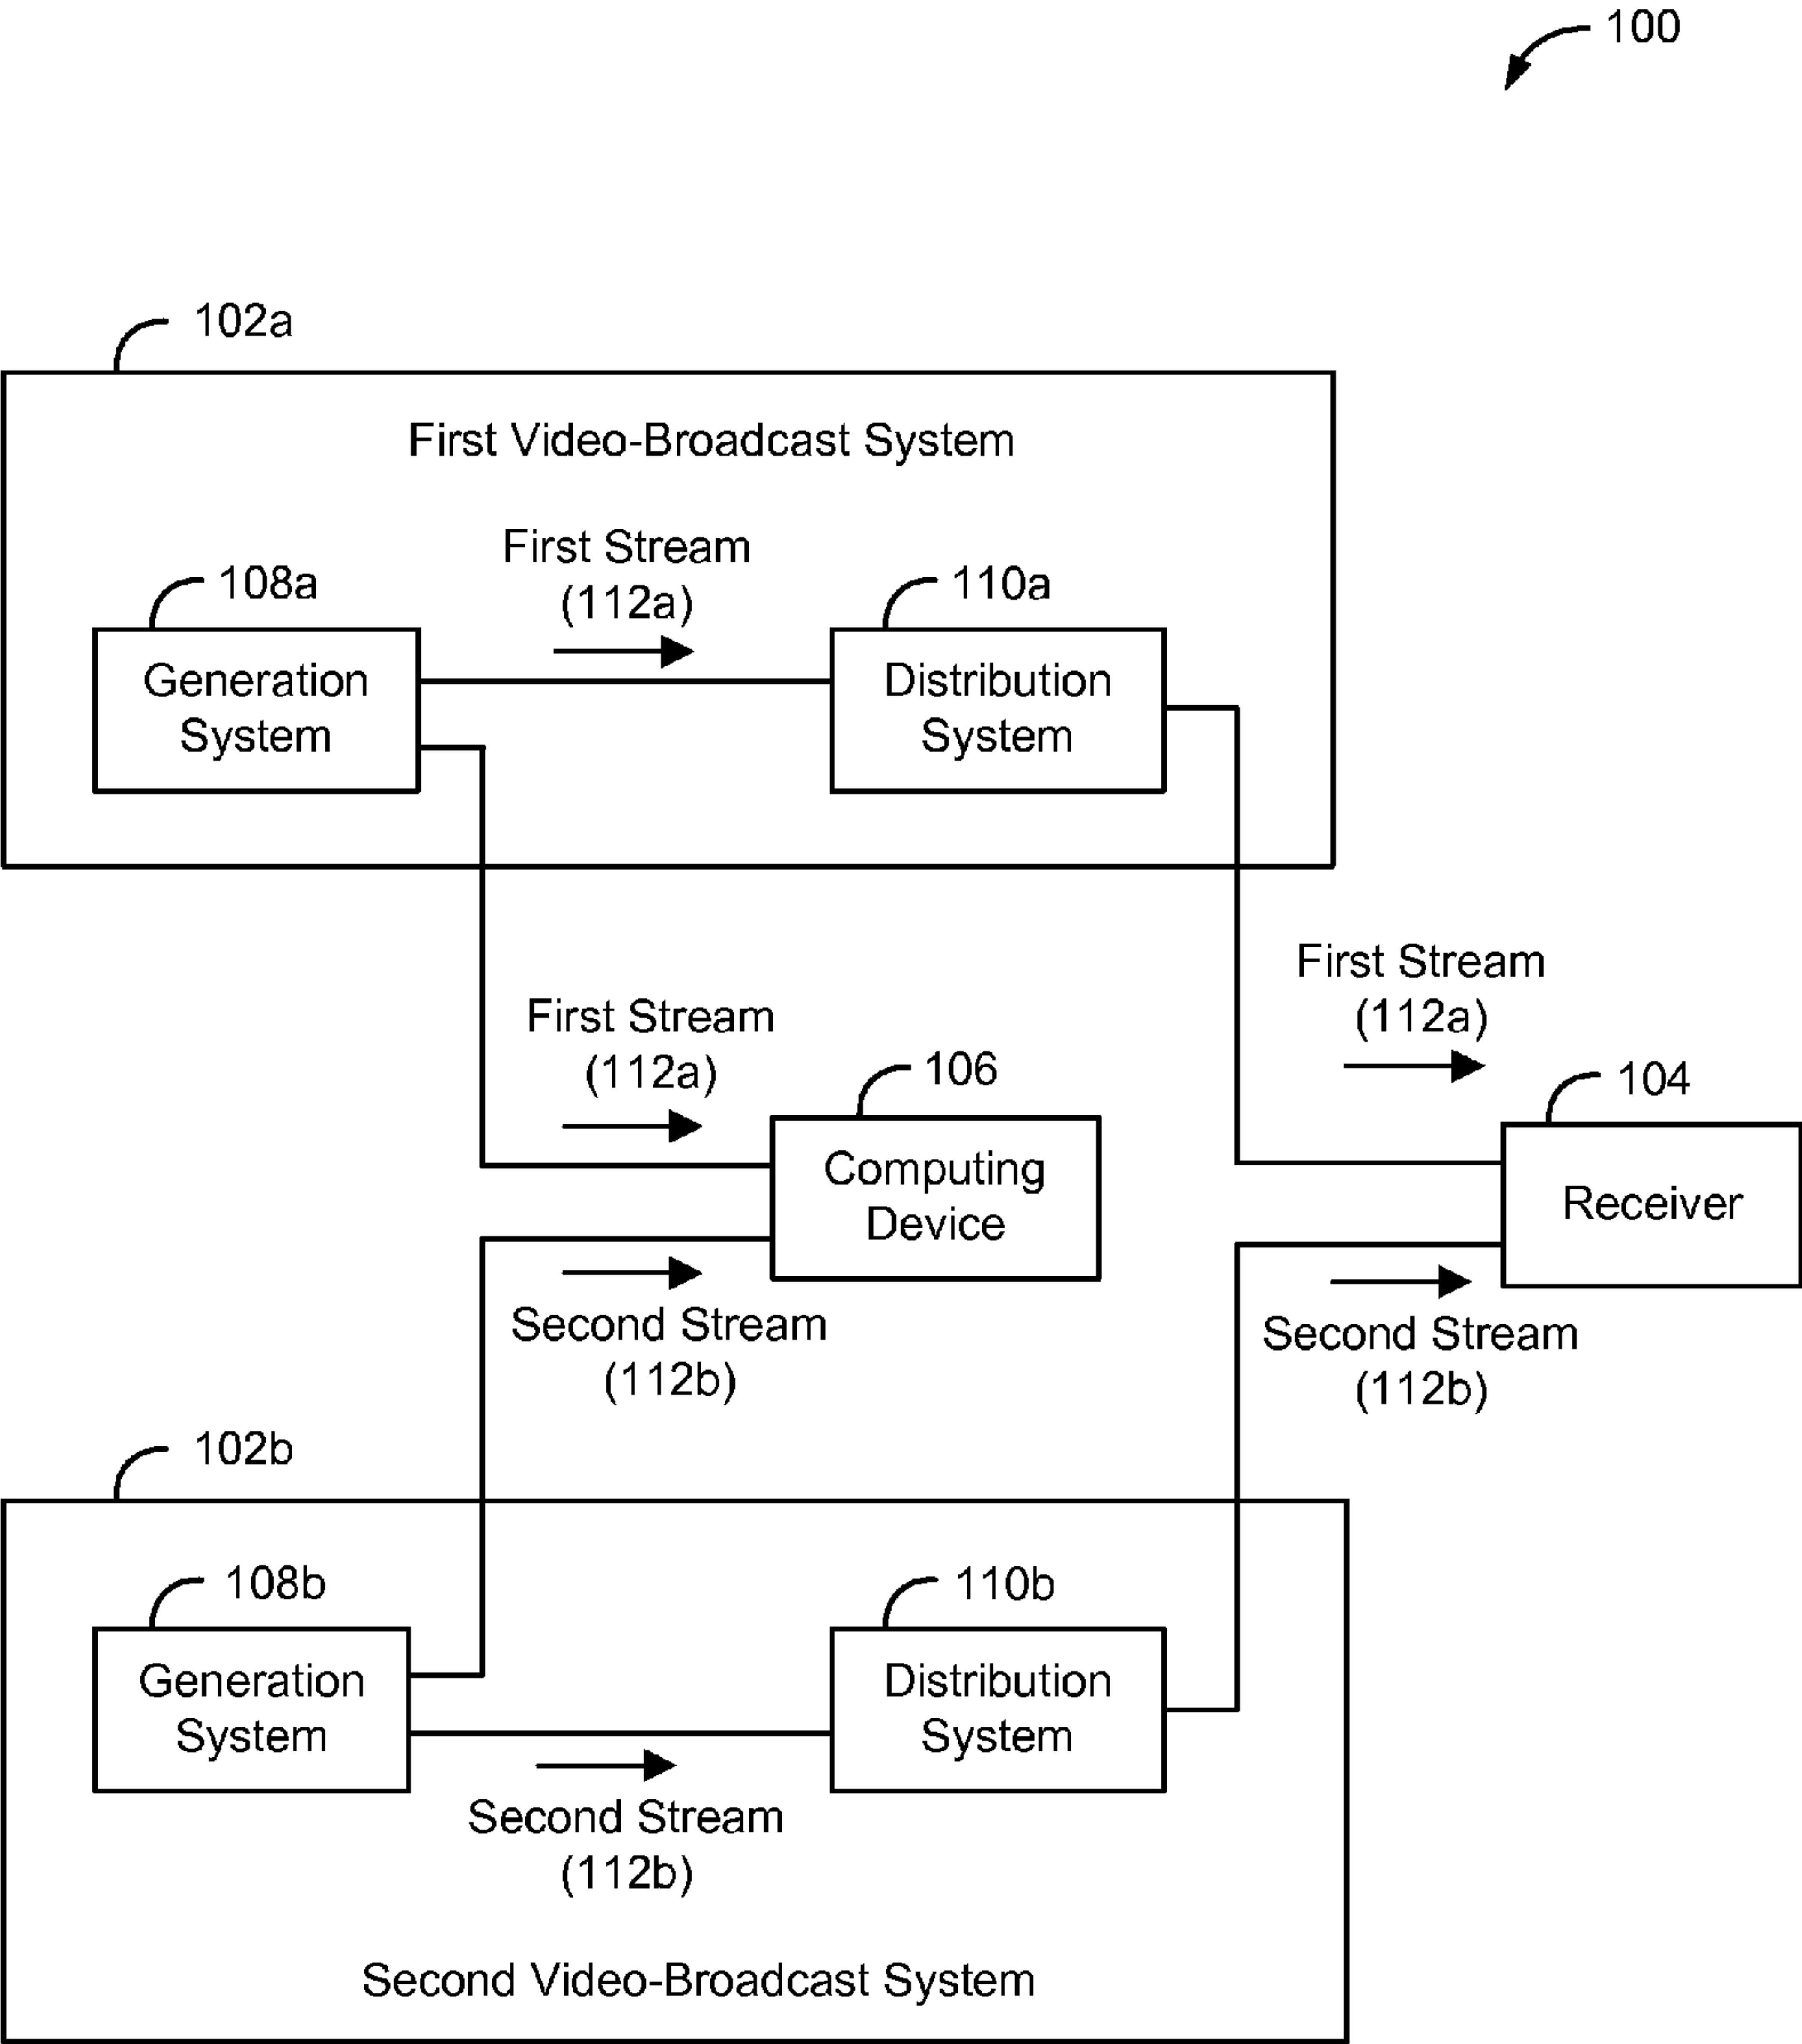 100
102a
First Video-Broadcast System
First Stream
(112a)
108a
110a
Generation
System
Distribution
System
First Stream
(112a)
First Stream
(112a)
106
104
Computing
Device
Receiver
Second Stream
(112b)
Second Stream
(112b)
102b
108b
110b
Generation
System
Distribution
System
Second Stream
(112b)
Second Video-Broadcast System